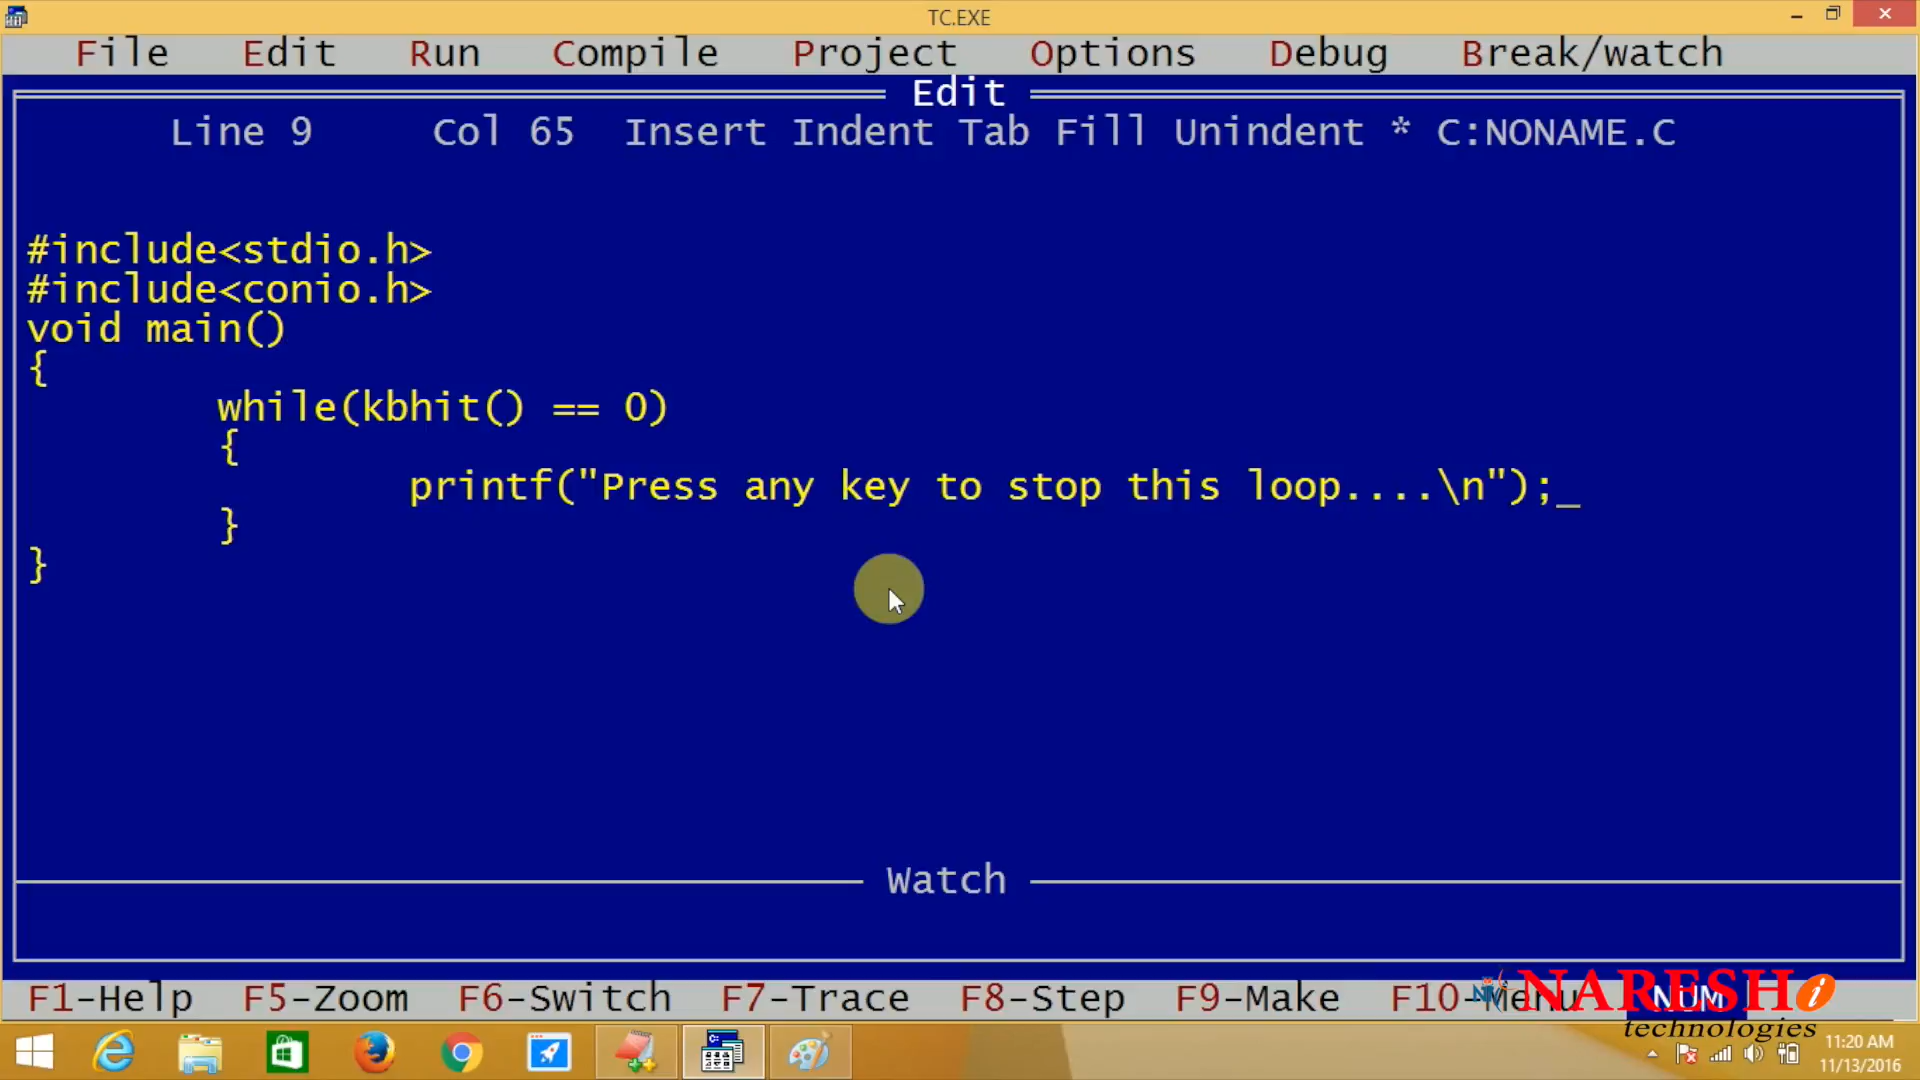 TC.EXE
File Edit Run Compile Project Options Debug Break/watch
Edit
Line 9 Col 65 Insert Indent Tab Fill Unindent * C:NONAME.C
#include<stdio.h>
#include<conio.h>
void main()
{
while(kbhit() == 0)
{
printf("Press any key to stop this loop....\n");_
}
}
Watch
F1-Help F5-Zoom F6-Switch F7-Trace F8-Step F9-Make F10-Menu NUM
NARESH i
technologies
11:20 AM
11/13/2016